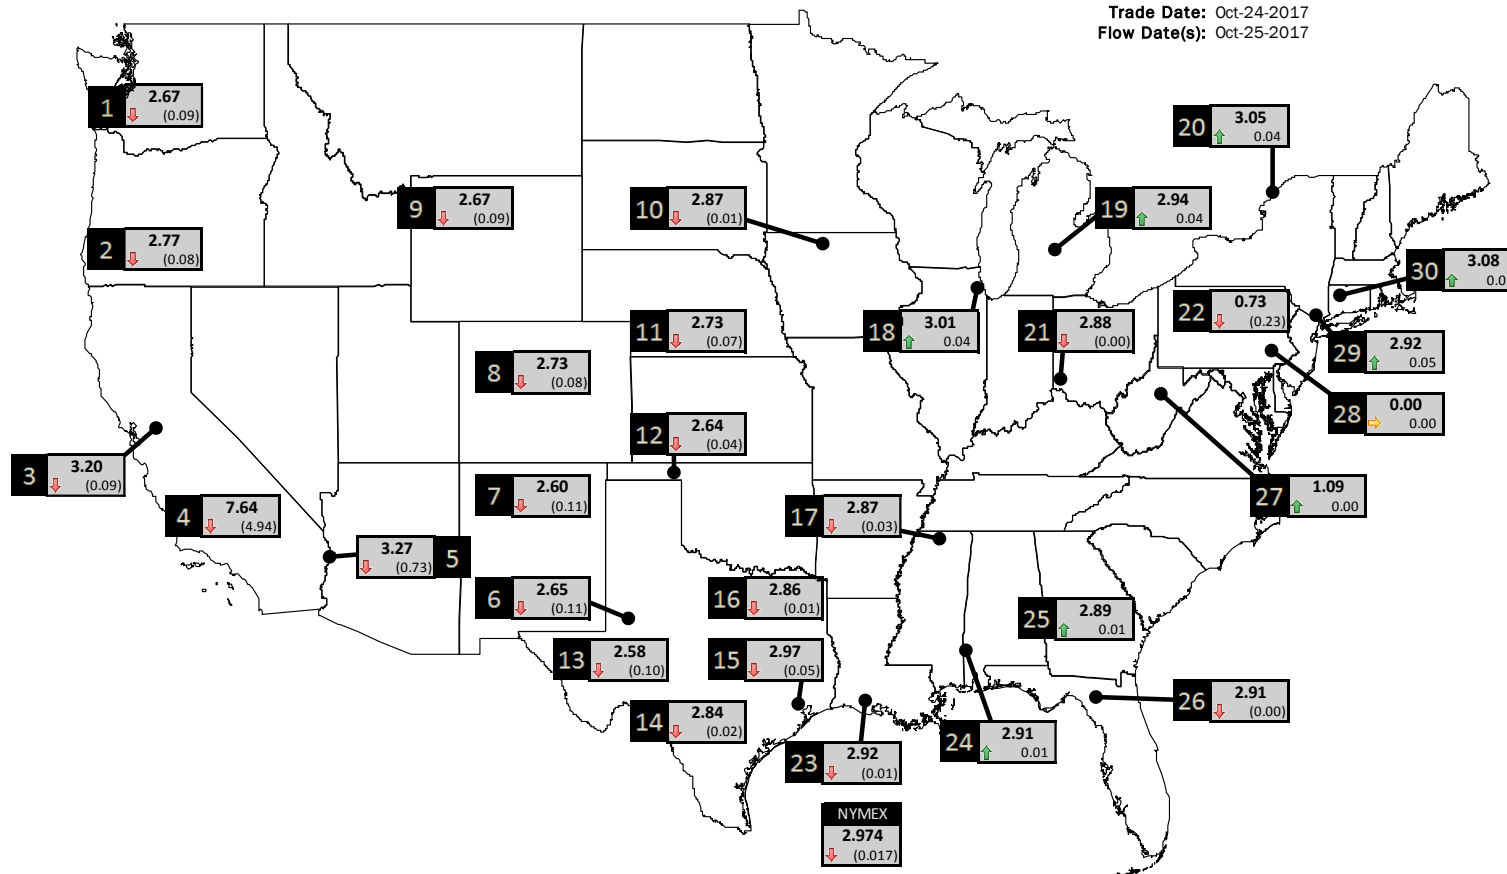 Trade Date: Oct-24-2017
Flow Date(s): Oct-25-2017
1 2.67 (0.09)
2 2.77 (0.08)
3 3.20 (0.09)
4 7.64 (4.94)
3.27 (0.73) 5
6 2.65 (0.11)
7 2.60 (0.11)
8 2.73 (0.08)
9 2.67 (0.09)
10 2.87 (0.01)
11 2.73 (0.07)
12 2.64 (0.04)
13 2.58 (0.10)
14 2.84 (0.02)
15 2.97 (0.05)
16 2.86 (0.01)
17 2.87 (0.03)
18 3.01 0.04
19 2.94 0.04
20 3.05 0.04
21 2.88 (0.00)
22 0.73 (0.23)
23 2.92 (0.01)
24 2.91 0.01
25 2.89 0.01
26 2.91 (0.00)
27 1.09 0.00
28 0.00 0.00
29 2.92 0.05
30 3.08
NYMEX
2.974
(0.017)